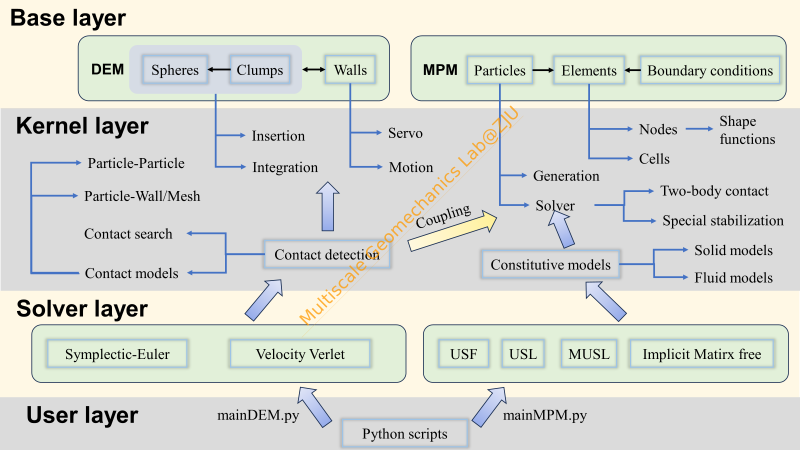 Base layer
DEM
Spheres
Clumps
Walls
MPM
Particles
Elements
Boundary conditions
Kernel layer
Insertion
Integration
Servo
Motion
Nodes
Shape
functions
Cells
Particle-Particle
Particle-Wall/Mesh
Contact search
Contact models
Contact detection
Coupling
Generation
Solver
Two-body contact
Special stabilization
Constitutive models
Solid models
Fluid models
Multiscale Geomechanics Lab@ZJU
Solver layer
Symplectic-Euler
Velocity Verlet
USF
USL
MUSL
Implicit Matirx free
User layer
mainDEM.py
Python scripts
mainMPM.py